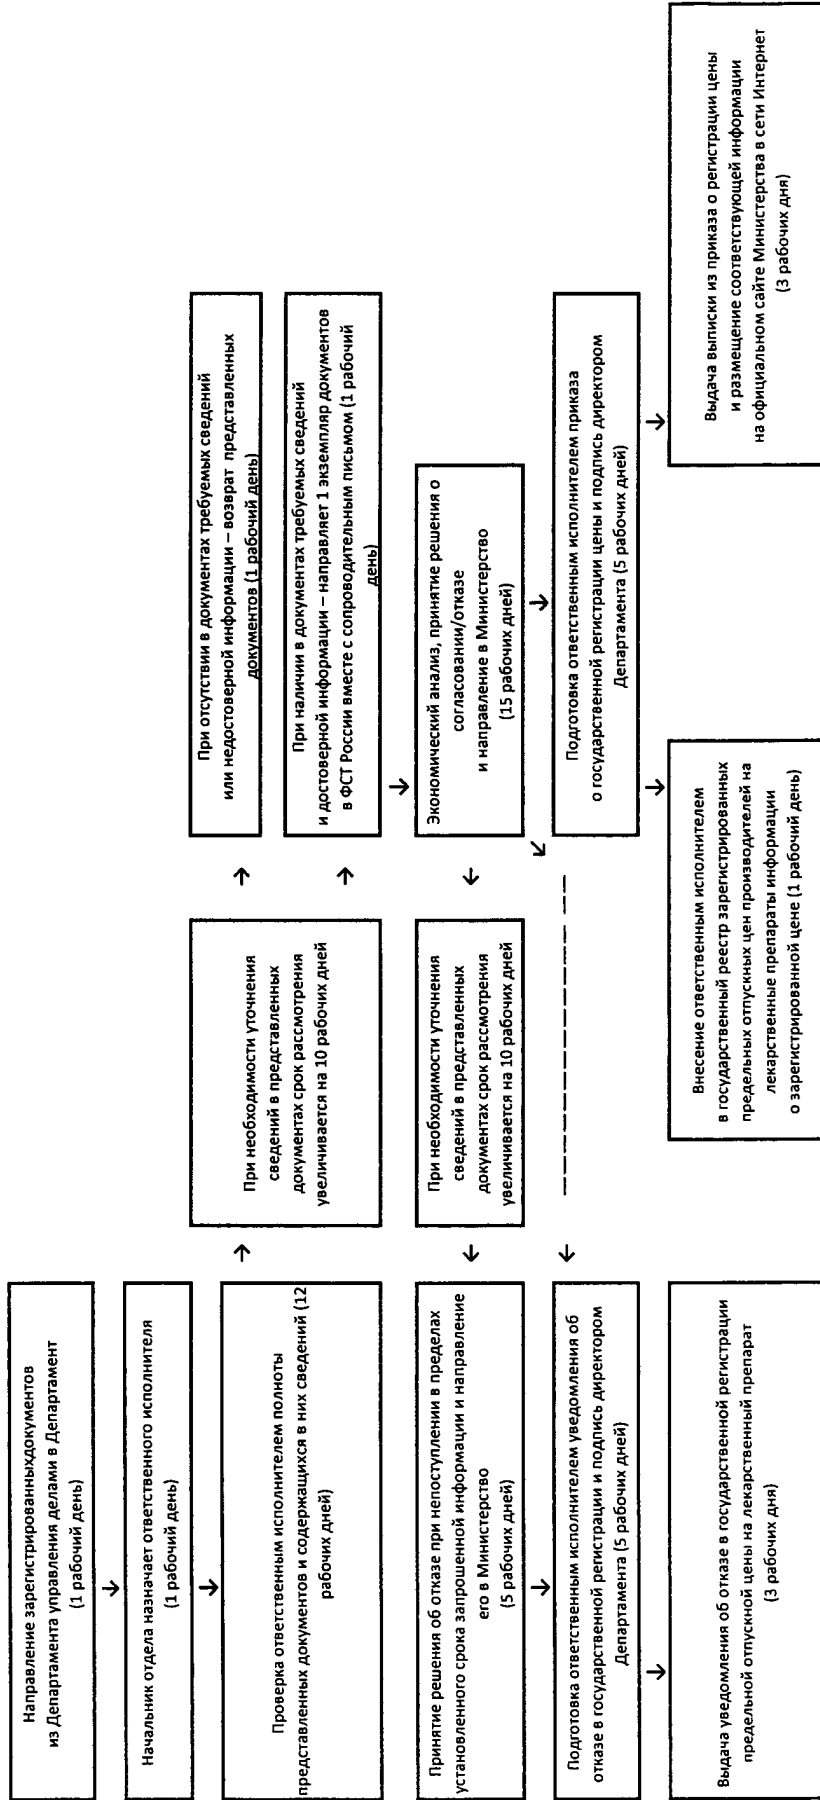 Направление зарегистрированныхдокументов
из Департамента управления делами в Департамент
(1 рабочий день)
Начальник отдела назначает ответственного исполнителя
(1 рабочий день)
Проверка ответственным исполнителем полноты
представленных документов и содержащихся в них сведений (12
рабочих дней)
При необходимости уточнения
сведений в представленных
документах срок рассмотрения
увеличивается на 10 рабочих дней
При отсутствии в документах требуемых сведений
или недостоверной информации – возврат представленных
документов (1 рабочий день)
При наличии в документах требуемых сведений
и достоверной информации – направляет 1 экземпляр документов
в ФСТ России вместе с сопроводительным письмом (1 рабочий
день)
Принятие решения об отказе при непоступлении в пределах
установленного срока запрошенной информации и направление
его в Министерство
(5 рабочих дней)
При необходимости уточнения
сведений в представленных
документах срок рассмотрения
увеличивается на 10 рабочих дней
Экономический анализ, принятие решения о
согласовании/отказе
и направление в Министерство
(15 рабочих дней)
Подготовка ответственным исполнителем уведомления об
отказе в государственной регистрации и подпись директором
Департамента (5 рабочих дней)
Подготовка ответственным исполнителем приказа
о государственной регистрации цены и подпись директором
Департамента (5 рабочих дней)
Выдача уведомления об отказе в государственной регистрации
предельной отпускной цены на лекарственный препарат
(3 рабочих дня)
Внесение ответственным исполнителем
в государственный реестр зарегистрированных
предельных отпускных цен производителей на
лекарственные препараты информации
о зарегистрированной цене (1 рабочий день)
Выдача выписки из приказа о регистрации цены
и размещение соответствующей информации
на официальном сайте Министерства в сети Интернет
(3 рабочих дня)